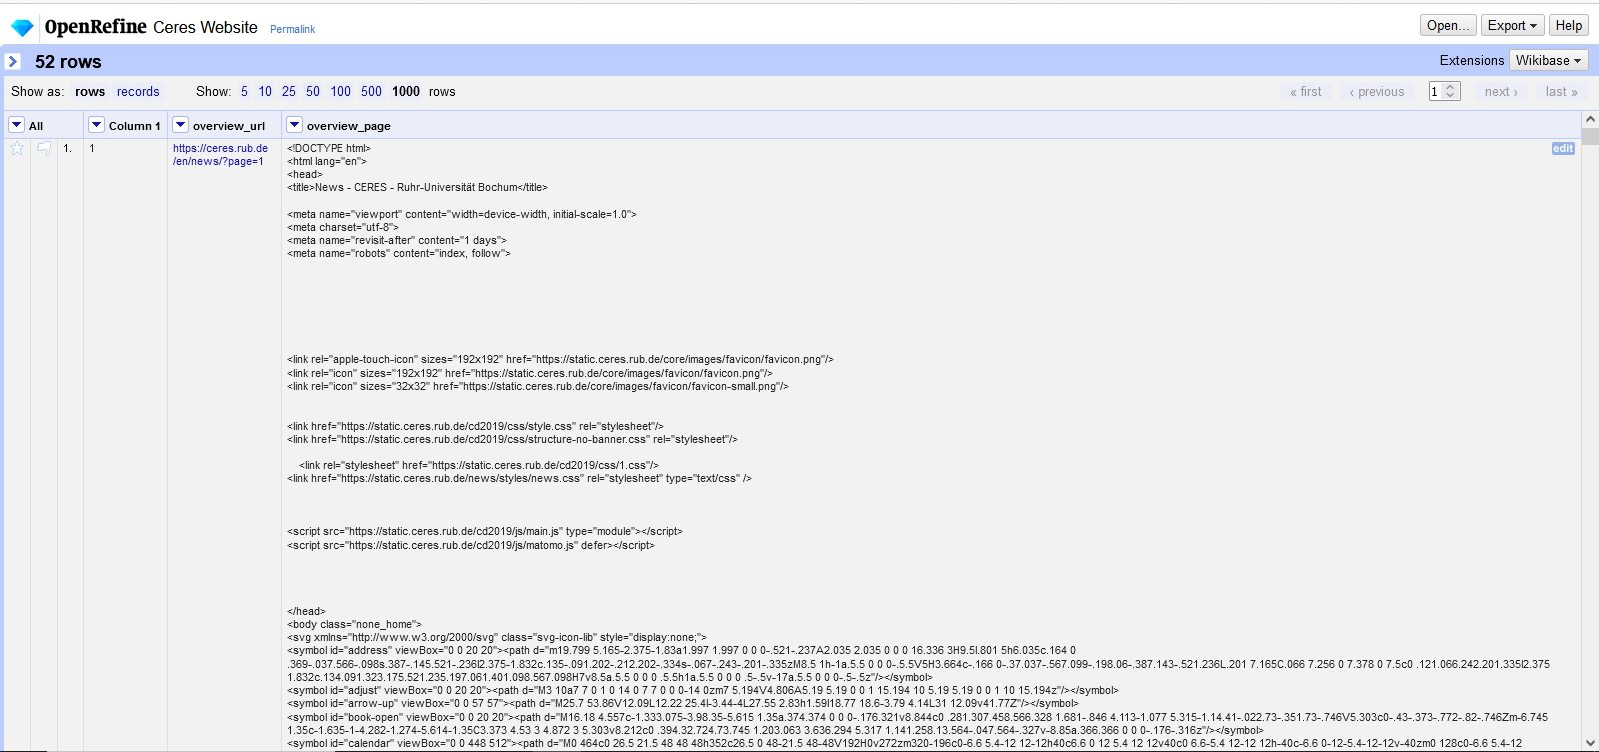 OpenRefine Ceres Website Permalink Open... Export Help
52 rows Extensions Wikibase
Show as: rows records Show: 5 10 25 50 100 500 1000 rows « first ‹ previous 1 next › last »
All Column 1 overview_url overview_page
1. 1 https://ceres.rub.de/en/news/?page=1 edit
<!DOCTYPE html>
<html lang="en">
<head>
<title>News - CERES - Ruhr-Universität Bochum</title>
<meta name="viewport" content="width=device-width, initial-scale=1.0">
<meta charset="utf-8">
<meta name="revisit-after" content="1 days">
<meta name="robots" content="index, follow">
<link rel="apple-touch-icon" sizes="192x192" href="https://static.ceres.rub.de/core/images/favicon/favicon.png"/>
<link rel="icon" sizes="192x192" href="https://static.ceres.rub.de/core/images/favicon/favicon.png"/>
<link rel="icon" sizes="32x32" href="https://static.ceres.rub.de/core/images/favicon/favicon-small.png"/>
<link href="https://static.ceres.rub.de/cd2019/css/style.css" rel="stylesheet"/>
<link href="https://static.ceres.rub.de/cd2019/css/structure-no-banner.css" rel="stylesheet"/>
<link rel="stylesheet" href="https://static.ceres.rub.de/cd2019/css/1.css"/>
<link href="https://static.ceres.rub.de/news/styles/news.css" rel="stylesheet" type="text/css" />
<script src="https://static.ceres.rub.de/cd2019/js/main.js" type="module"></script>
<script src="https://static.ceres.rub.de/cd2019/js/matomo.js" defer></script>
</head>
<body class="none_home">
<svg xmlns="http://www.w3.org/2000/svg" class="svg-icon-lib" style="display:none;">
<symbol id="address" viewBox="0 0 20 20"><path d="m19.799 5.165-2.375-1.83a1.997 1.997 0 0 0-.521-.237A2.035 2.035 0 0 0 16.336 3H9.5l.801 5h6.035c.164 0
.369-.037.566-.098s.387-.145.521-.236l2.375-1.832c.135-.091.202-.212.202-.334s-.067-.243-.201-.335zM8.5 1h-1a.5.5 0 0 0-.5.5V5H3.664c-.166 0-.37.037-.567.099-.198.06-.387.143-.521.236L.201 7.165C.066 7.256 0 7.378 0 7.5c0 .121.066.242.201.335l2.375
1.832c.134.091.323.175.521.235.197.061.401.098.567.098H7v8.5a.5.5 0 0 0 .5.5h1a.5.5 0 0 0 .5-.5v-17a.5.5 0 0 0-.5-.5z"/></symbol>
<symbol id="adjust" viewBox="0 0 20 20"><path d="M3 10a7 7 0 1 0 14 0 7 7 0 0 0-14 0zm7 5.194V4.806A5.19 5.19 0 0 1 15.194 10 5.19 5.19 0 0 1 10 15.194z"/></symbol>
<symbol id="arrow-up" viewBox="0 0 57 57"><path d="M25.7 53.86V12.09L12.22 25.4l-3.44-4L27.55 2.83h1.59l18.77 18.6-3.79 4.14L31 12.09v41.77Z"/></symbol>
<symbol id="book-open" viewBox="0 0 20 20"><path d="M16.18 4.557c-1.333.075-3.98.35-5.615 1.35a.374.374 0 0 0-.176.321v8.844c0 .281.307.458.566.328 1.681-.846 4.113-1.077 5.315-1.14.41-.022.73-.351.73-.746V5.303c0-.43-.373-.772-.82-.746Zm-6.745
1.35c-1.635-1-4.282-1.274-5.614-1.35C3.373 4.53 3 4.872 3 5.303v8.212c0 .394.32.724.73.745 1.203.063 3.636.294 5.317 1.141.258.13.564-.047.564-.327v-8.85a.366.366 0 0 0-.176-.316z"/></symbol>
<symbol id="calendar" viewBox="0 0 448 512"><path d="M0 464c0 26.5 21.5 48 48 48h352c26.5 0 48-21.5 48-48V192H0v272zm320-196c0-6.6 5.4-12 12-12h40c6.6 0 12 5.4 12 12v40c0 6.6-5.4 12-12 12h-40c-6.6 0-12-5.4-12-12v-40zm0 128c0-6.6 5.4-12